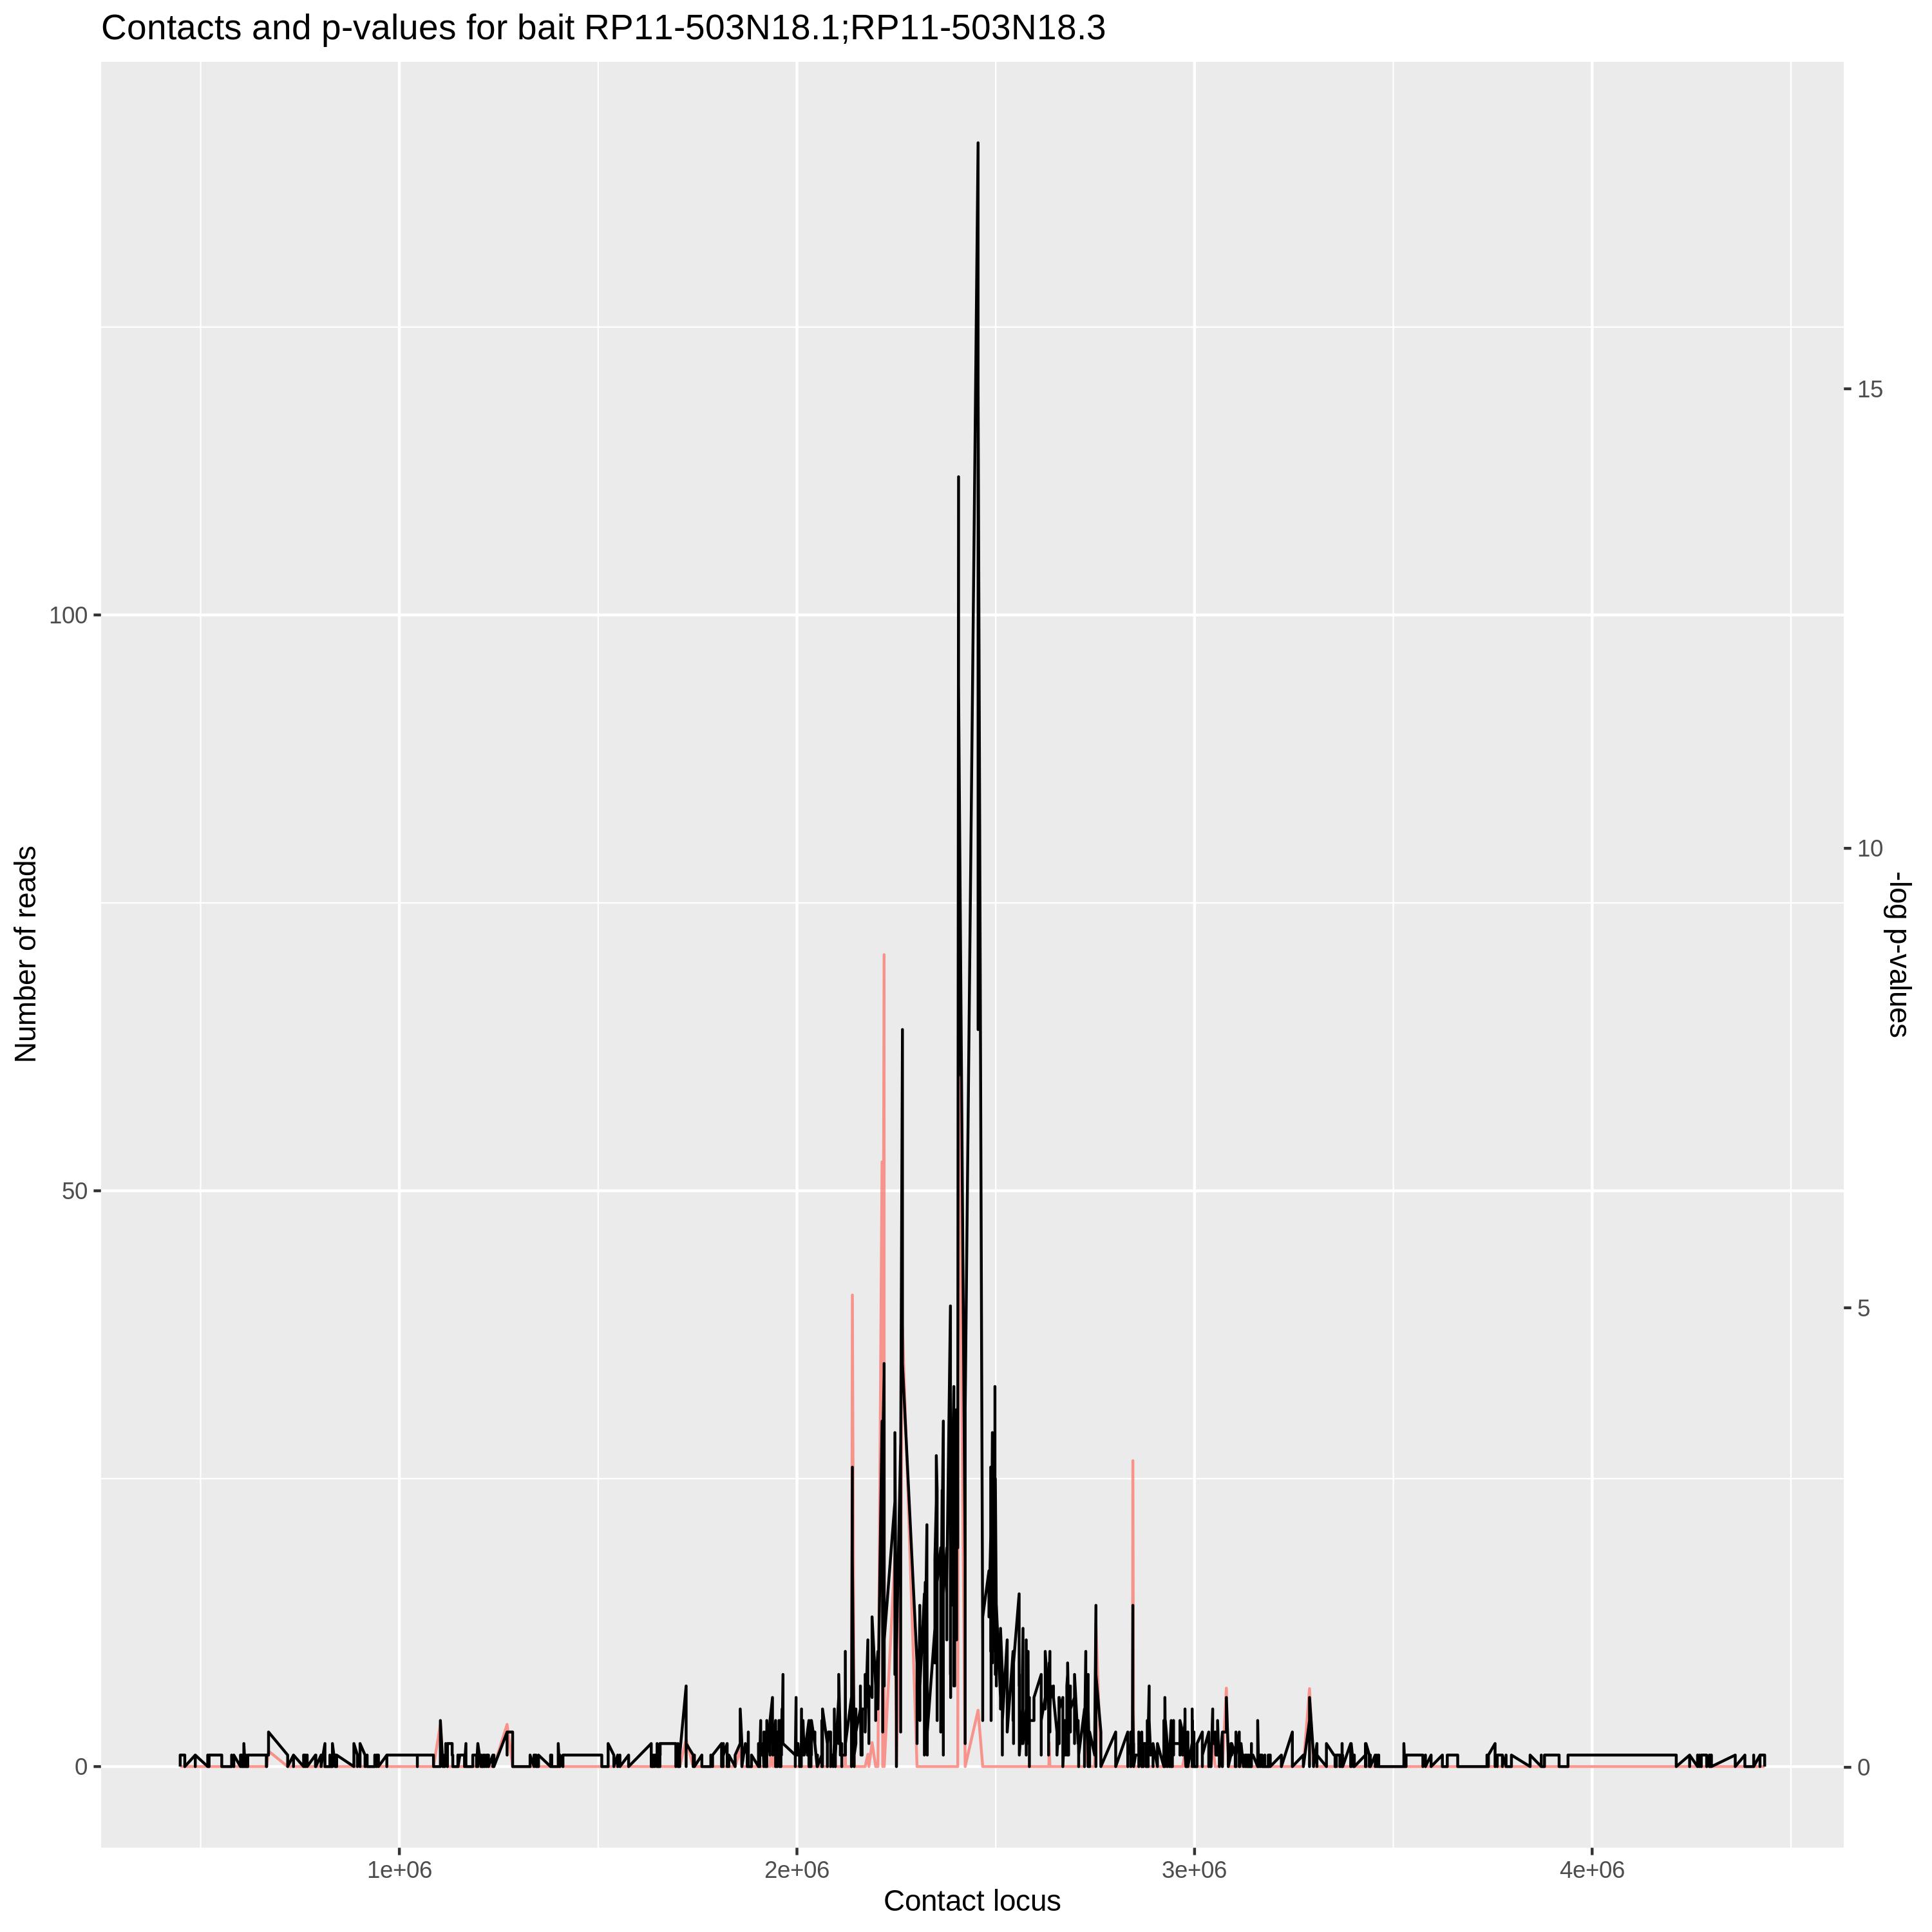 Contacts and p-values for bait RP11-503N18.1;RP11-503N18.3
Number of reads
100
50
0
15
10
5
0
-log p-values
1e+06
2e+06
3e+06
4e+06
Contact locus